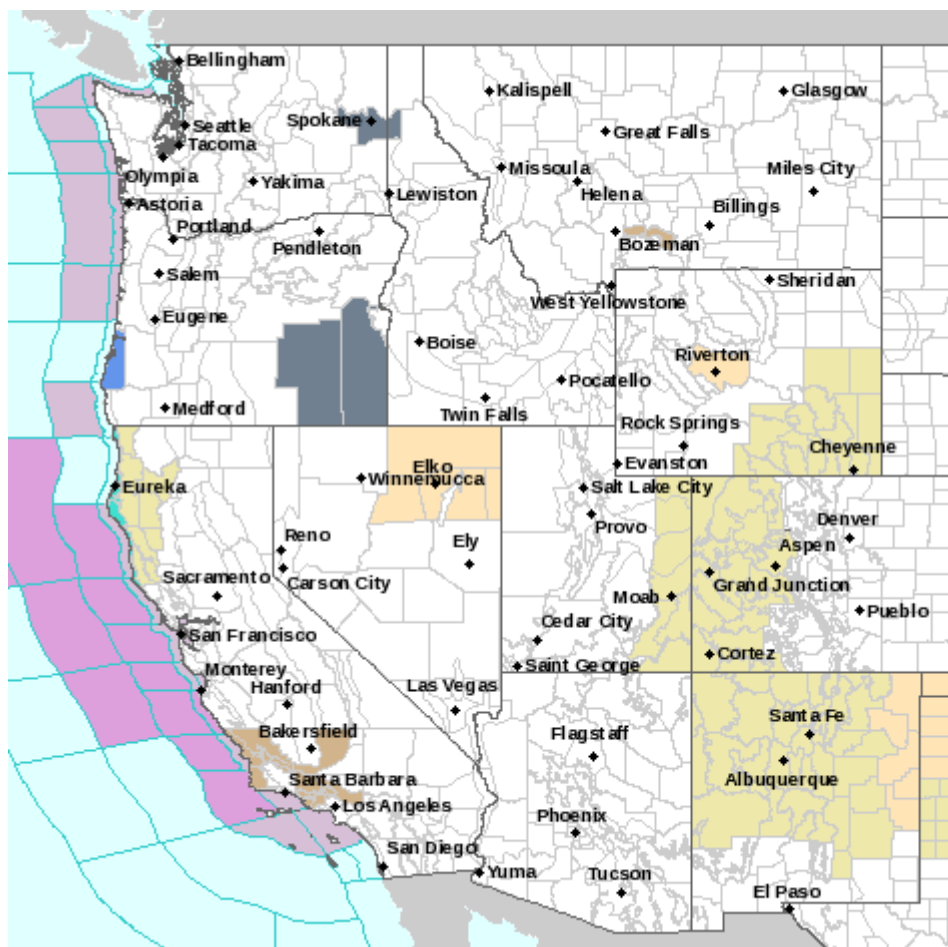 Bellingham
Kalispell
Glasgow
Spokane
Seattle
Great Falls
Tacoma
Missoula
Miles City
Olympia
Yakima
Lewiston
Helena
Astoria
Portland
Billings
Pendleton
Bozeman
Salem
Sheridan
West Yellowstone
Eugene
Boise
Riverton
Pocatello
Medford
Twin Falls
Rock Springs
Cheyenne
Elko
Evanston
Winnemucca
Eureka
Salt Lake City
Provo
Denver
Reno
Ely
Aspen
Sacramento
Carson City
Grand Junction
Moab
Pueblo
Cedar City
San Francisco
Cortez
Saint George
Monterey
Hanford
Las Vegas
Santa Fe
Bakersfield
Flagstaff
Albuquerque
Santa Barbara
Los Angeles
Phoenix
San Diego
Yuma
Tucson
El Paso